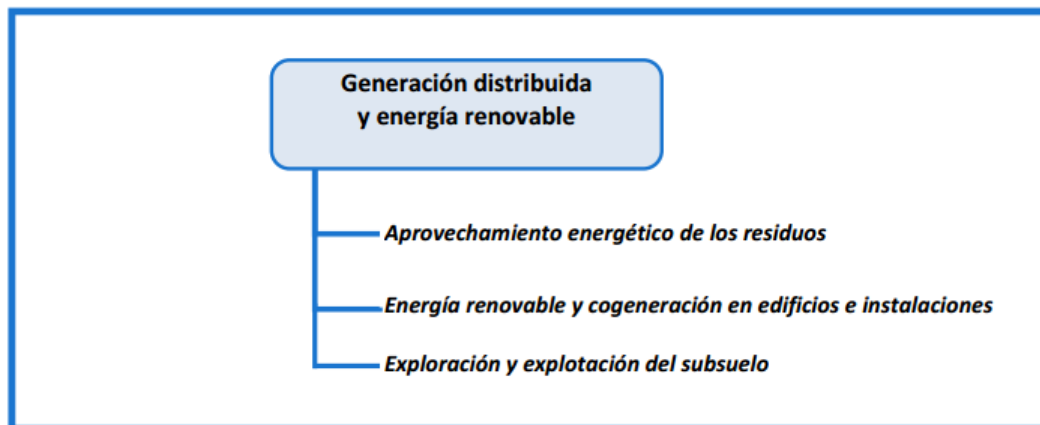 Generación distribuida
y energía renovable
Aprovechamiento energético de los residuos
Energía renovable y cogeneración en edificios e instalaciones
Exploración y explotación del subsuelo